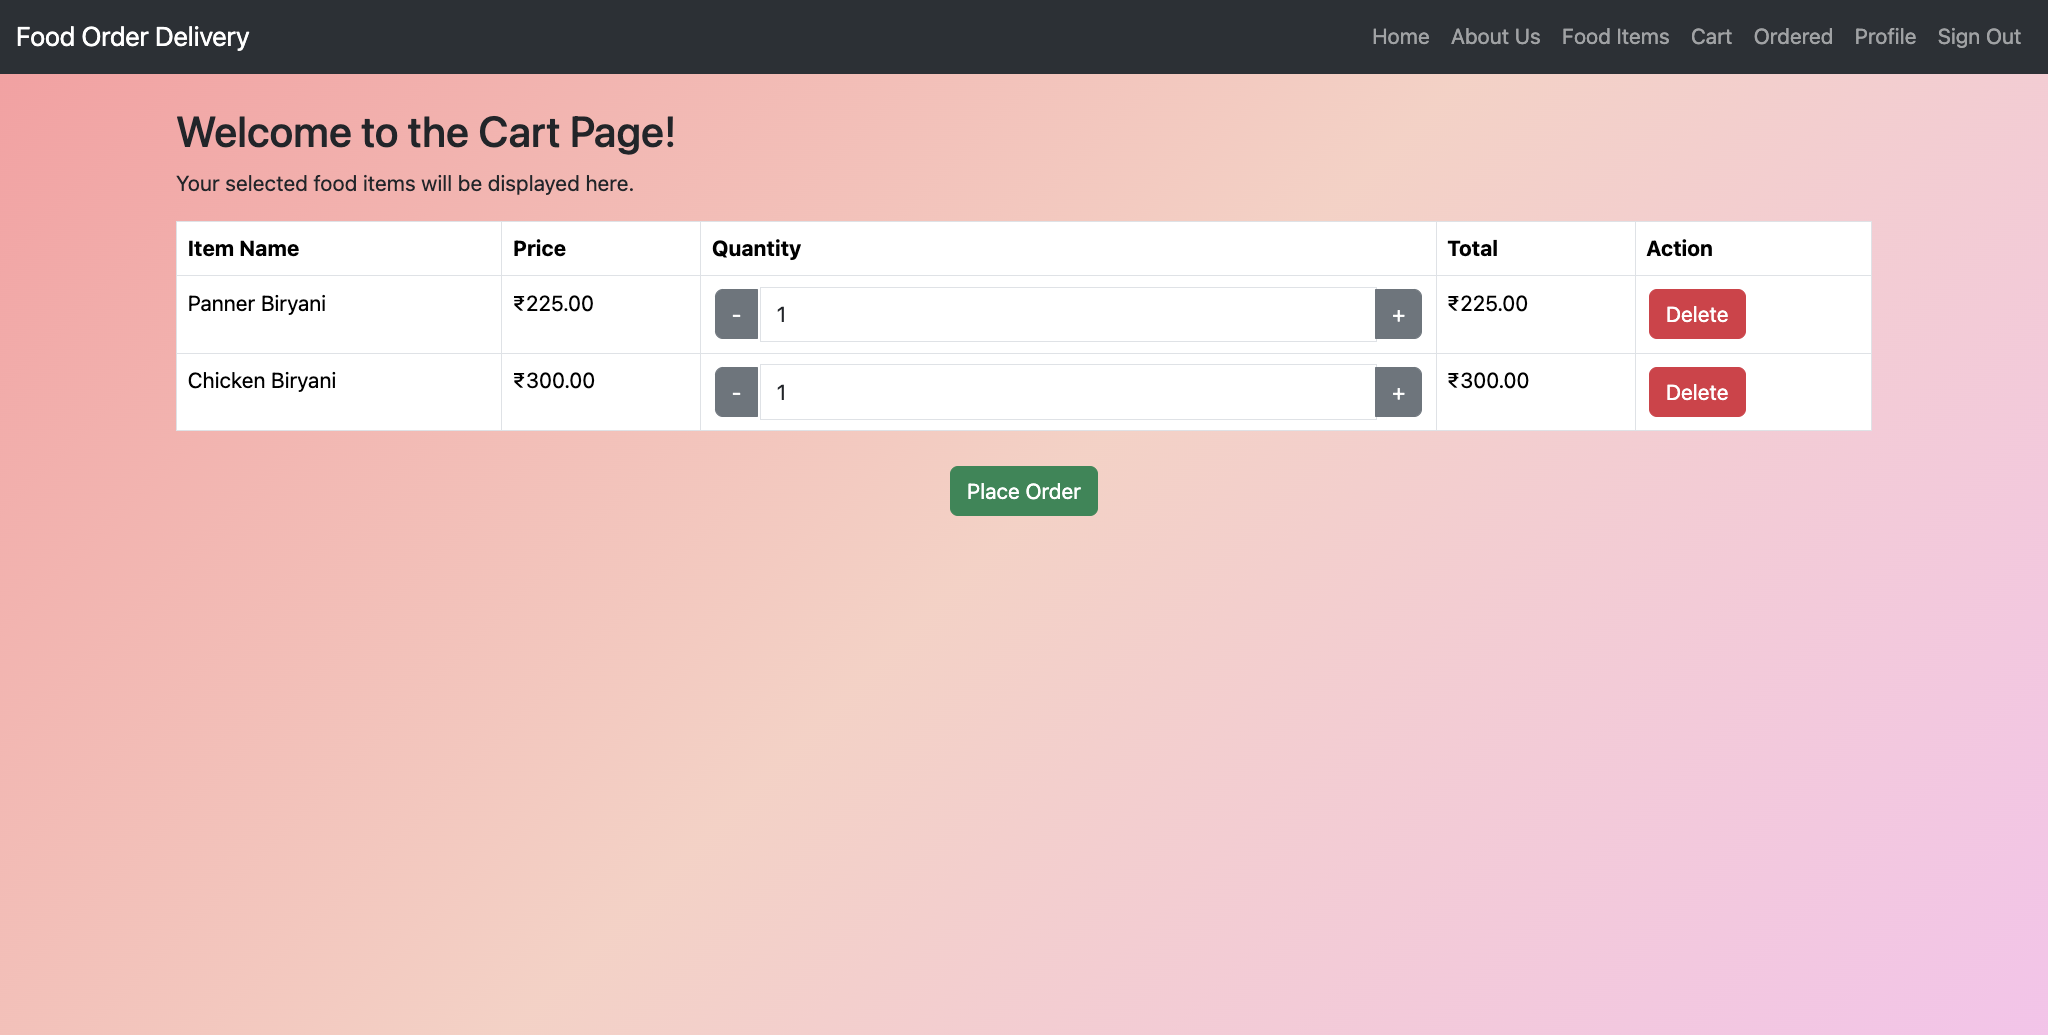 Food Order Delivery Home About Us Food Items Cart Ordered Profile Sign Out
Welcome to the Cart Page!
Your selected food items will be displayed here.
Item Name Price Quantity Total Action
Panner Biryani ₹225.00 - 1 + ₹225.00 Delete
Chicken Biryani ₹300.00 - 1 + ₹300.00 Delete
Place Order